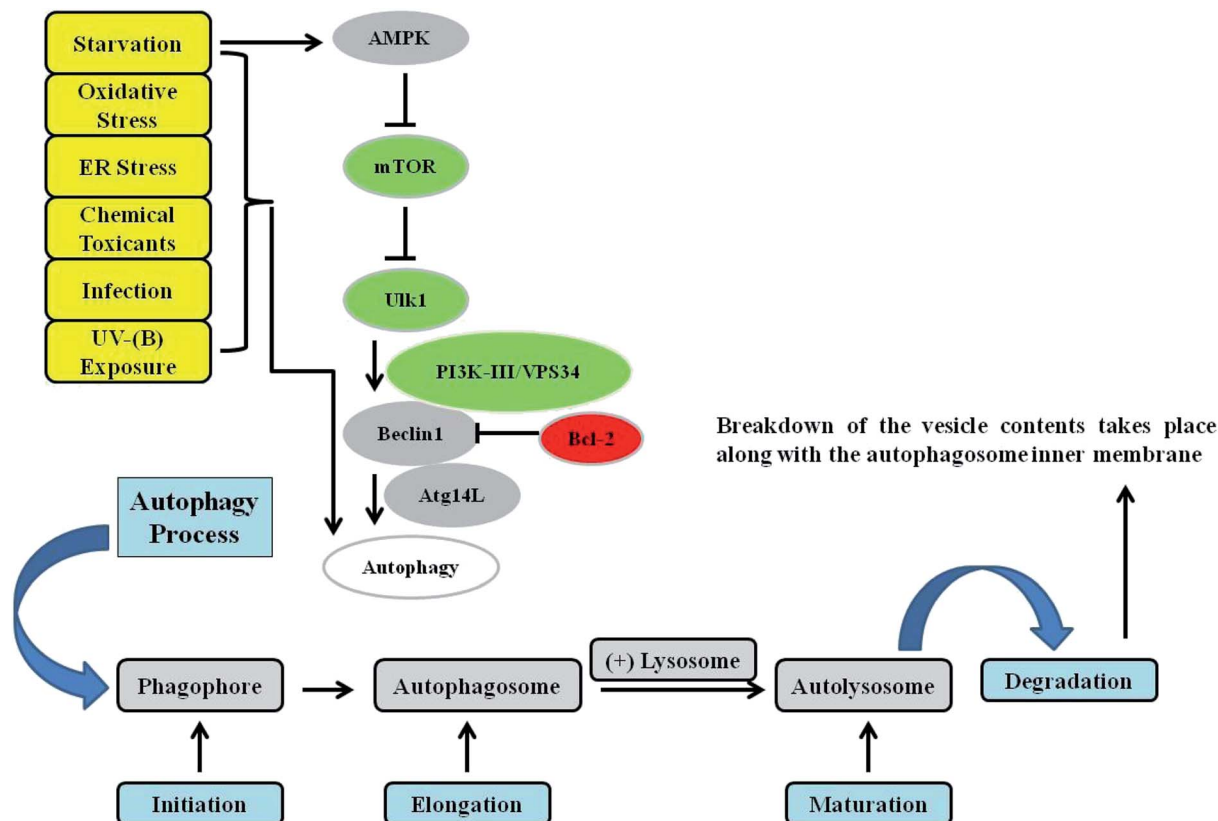 Starvation
Oxidative
Stress
ER Stress
Chemical
Toxicants
Infection
UV-(B)
Exposure
AMPK
mTOR
Ulk1
PI3K-III/VPS34
Beclin1
Bcl-2
Atg14L
Autophagy
Breakdown of the vesicle contents takes place
along with the autophagosome inner membrane
Autophagy
Process
Phagophore
Autophagosome
(+) Lysosome
Autolysosome
Degradation
Initiation
Elongation
Maturation